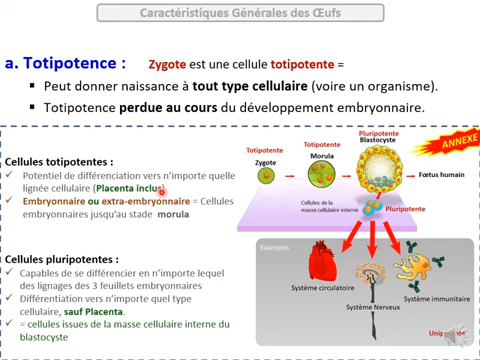 Caractéristiques Générales des Œufs
a. Totipotence : Zygote est une cellule totipotente =
▪ Peut donner naissance à tout type cellulaire (voire un organisme).
▪ Totipotence perdue au cours du développement embryonnaire.
ANNEXE
Cellules totipotentes :
✓ Potentiel de différenciation vers n’importe quelle
lignée cellulaire (Placenta inclus)
✓ Embryonnaire ou extra-embryonnaire = Cellules
embryonnaires jusqu’au stade morula
Cellules pluripotentes :
✓ Capables de se différencier en n’importe lequel
des lignages des 3 feuillets embryonnaires
✓ Différentiation vers n’importe quel type
cellulaire, sauf Placenta.
✓ = cellules issues de la masse cellulaire interne du
blastocyste
Totipotente
Zygote
Totipotente
Morula
Pluripotente
Blastocyste
Fœtus humain
Cellules de la
masse cellulaire interne
Pluripotente
Exemples:
Système circulatoire
Système Nerveux
Système immunitaire